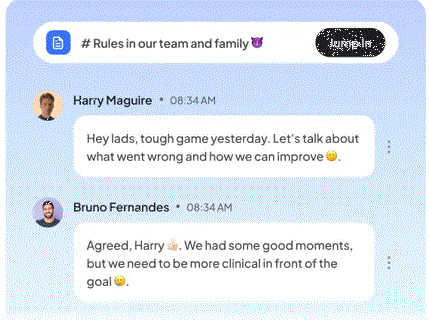 # Rules in our team and family 😈
Jump in
Harry Maguire • 08:34 AM
Hey lads, tough game yesterday. Let's talk about
what went wrong and how we can improve 🙂.
Bruno Fernandes • 08:34 AM
Agreed, Harry 👍🏻. We had some good moments,
but we need to be more clinical in front of the
goal 🙂.